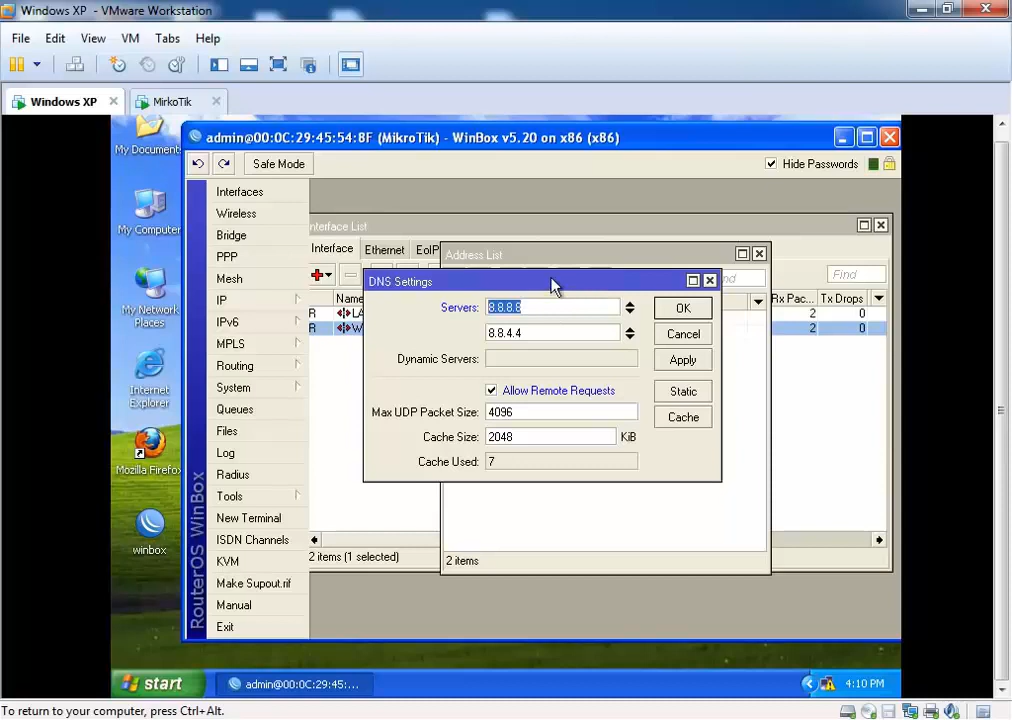 Windows XP - VMware Workstation
File Edit View VM Tabs Help
Windows XP MirkoTik
My Document
My Computer
My Network
Places
Internet
Explorer
Mozilla Firefox
winbox
admin@00:0C:29:45:54:8F (MikroTik) - WinBox v5.20 on x86 (x86)
Safe Mode Hide Passwords
RouterOS WinBox
Interfaces
Wireless
Bridge
PPP
Mesh
IP
IPv6
MPLS
Routing
System
Queues
Files
Log
Radius
Tools
New Terminal
ISDN Channels
KVM
Make Supout.rif
Manual
Exit
nterface List
Interface Ethernet EoIP
Find
Name Rx Pac... Tx Drops
R LA 2 0
R W 2 0
2 items (1 selected)
Address List
nd
2 items
DNS Settings
Servers: 8.8.8.8 OK
8.8.4.4 Cancel
Dynamic Servers: Apply
Allow Remote Requests Static
Max UDP Packet Size: 4096
Cache
Cache Size: 2048 KiB
Cache Used: 7
start admin@00:0C:29:45:... 4:10 PM
To return to your computer, press Ctrl+Alt.